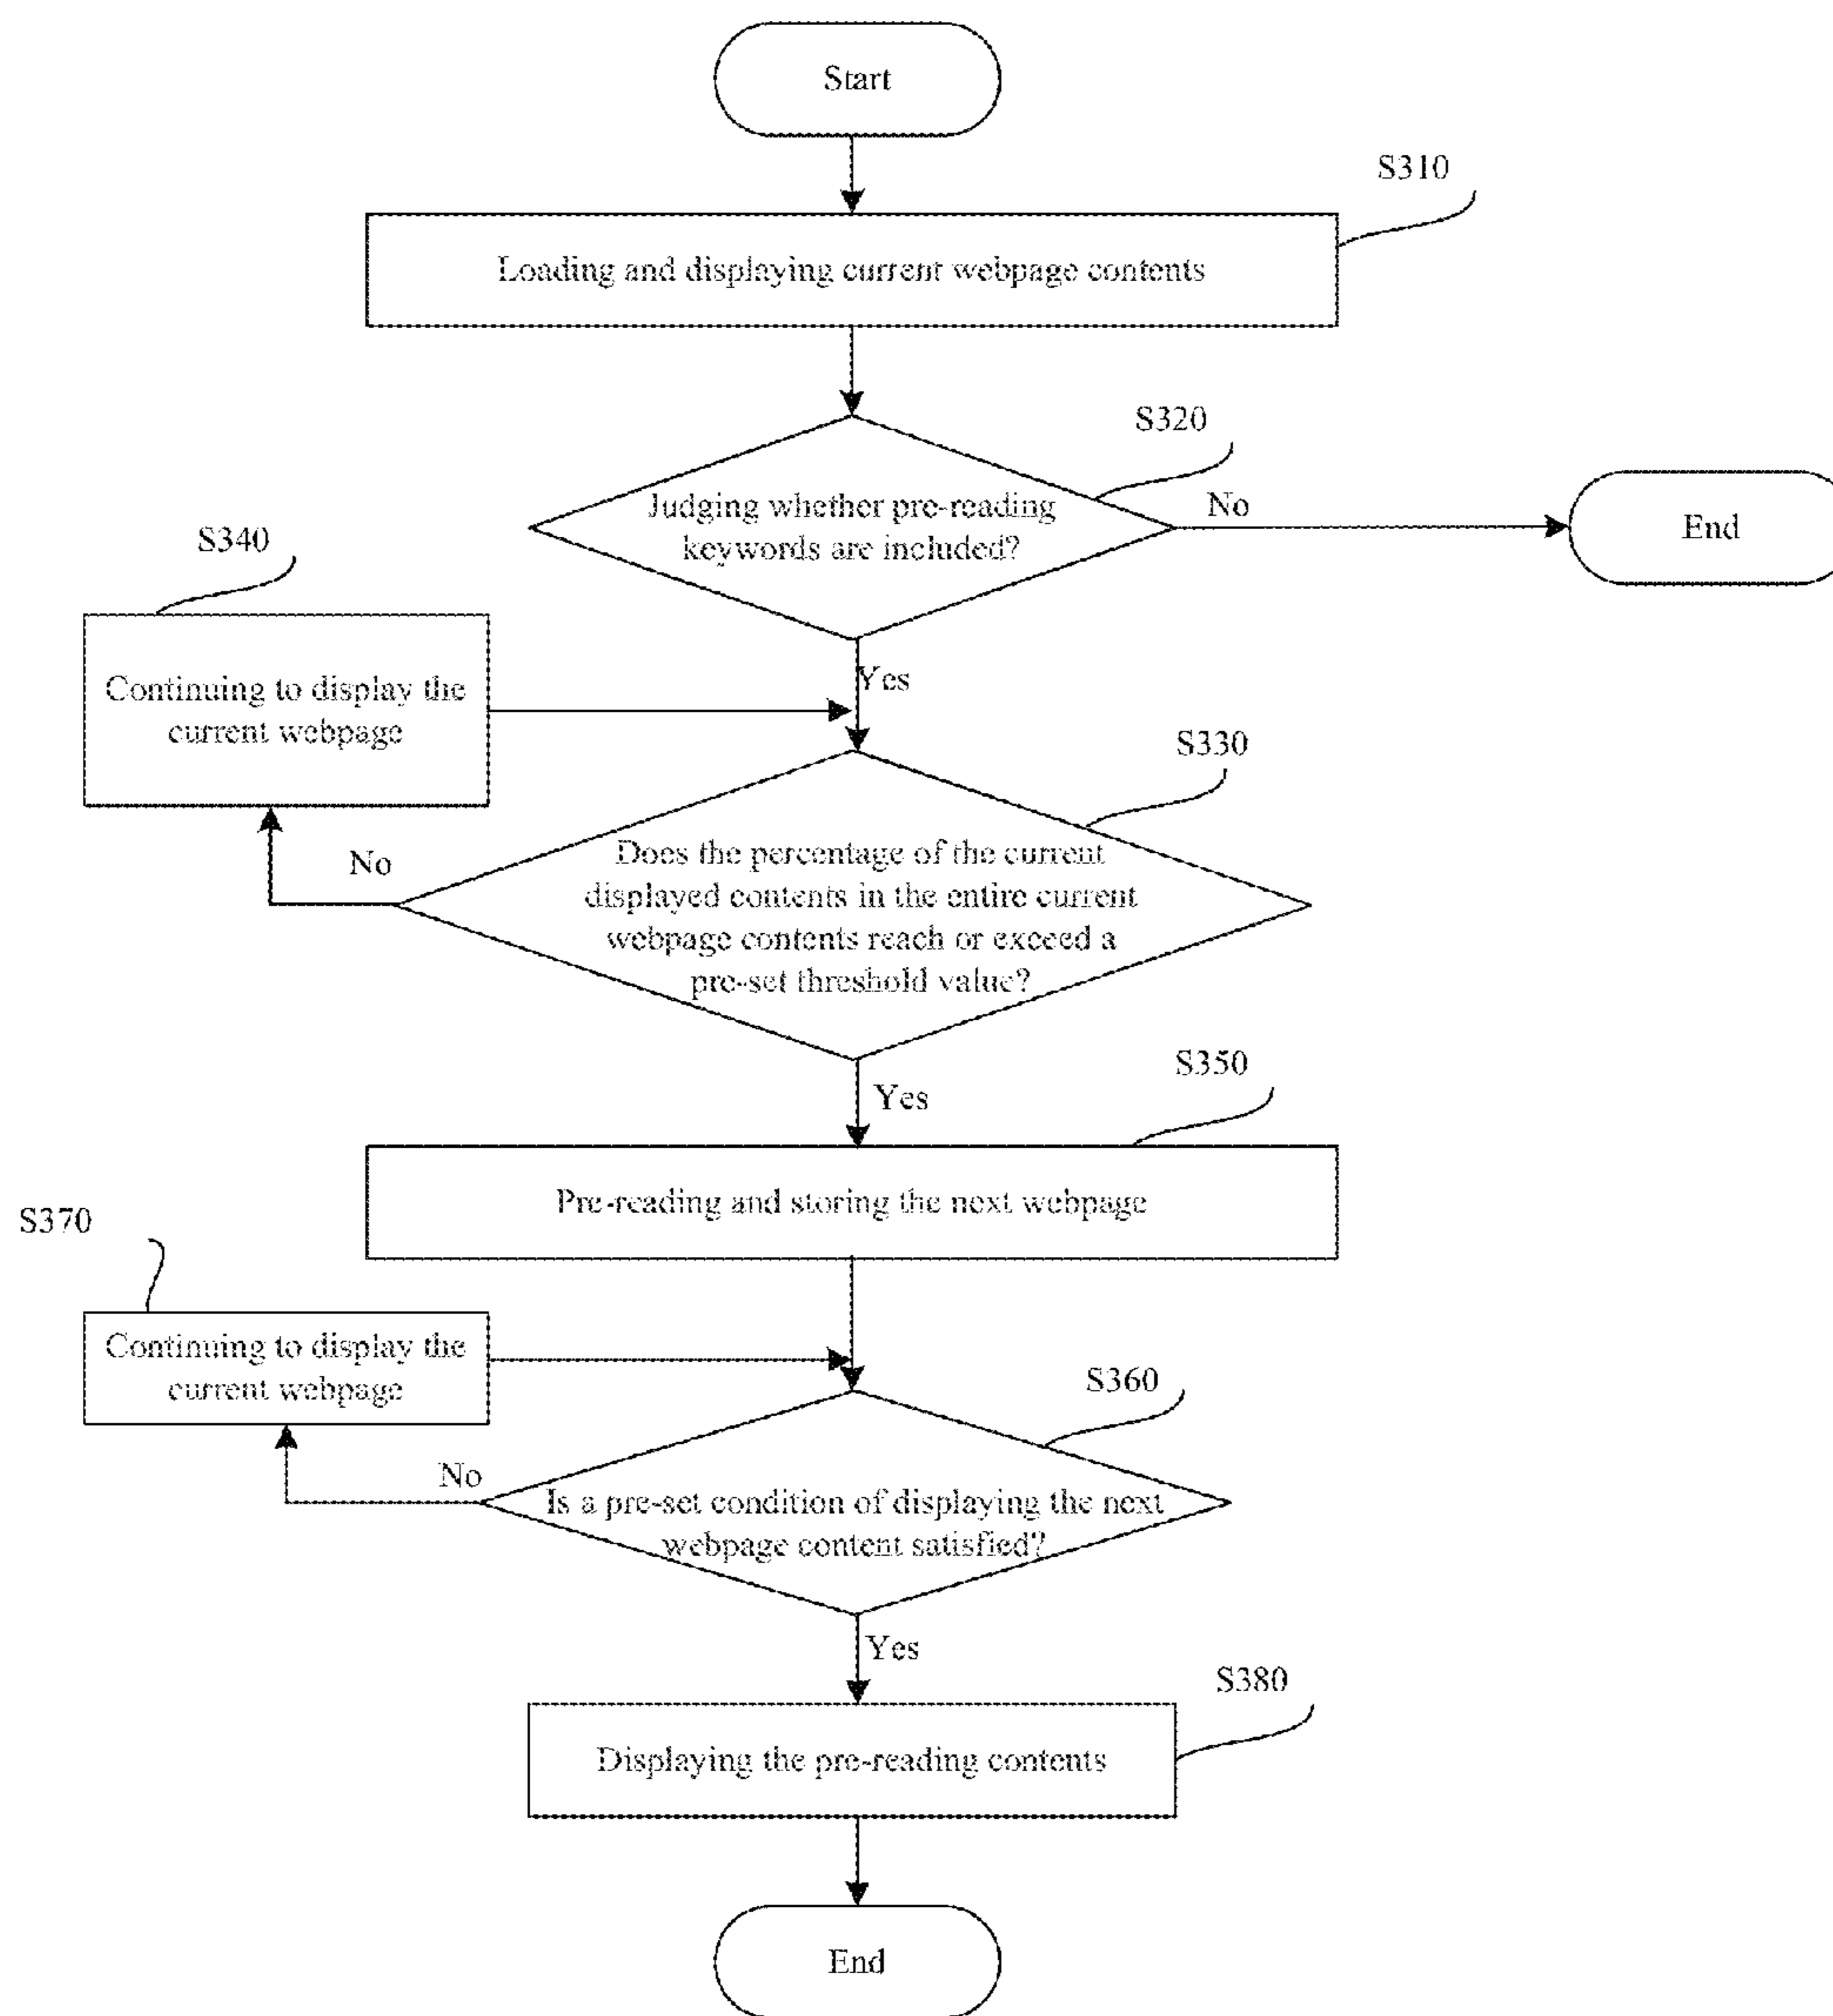 Start
S310
Loading and displaying current webpage contents
S320
Judging whether pre-reading
keywords are included?
No
End
S340
Continuing to display the
current webpage
Yes
S330
Does the percentage of the current
displayed contents in the entire current
webpage contents reach or exceed a
pre-set threshold value?
No
Yes
S350
Pre-reading and storing the next webpage
S370
Continuing to display the
current webpage
S360
No
Is a pre-set condition of displaying the next
webpage content satisfied?
Yes
S380
Displaying the pre-reading contents
End